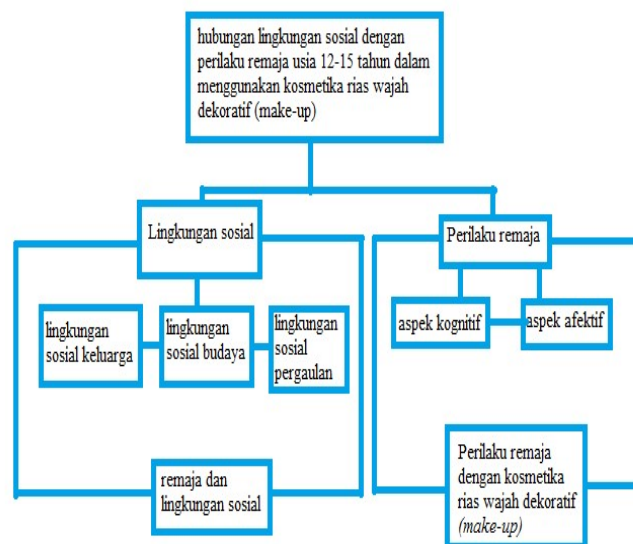 hubungan lingkungan sosial dengan
perilaku remaja usia 12-15 tahun dalam
menggunakan kosmetika rias wajah
dekoratif (make-up)
Lingkungan sosial
Perilaku remaja
lingkungan
sosial keluarga
lingkungan
sosial budaya
lingkungan
sosial
pergaulan
aspek kognitif
aspek afektif
remaja dan
lingkungan sosial
Perilaku remaja
dengan kosmetika
rias wajah dekoratif
(make-up)